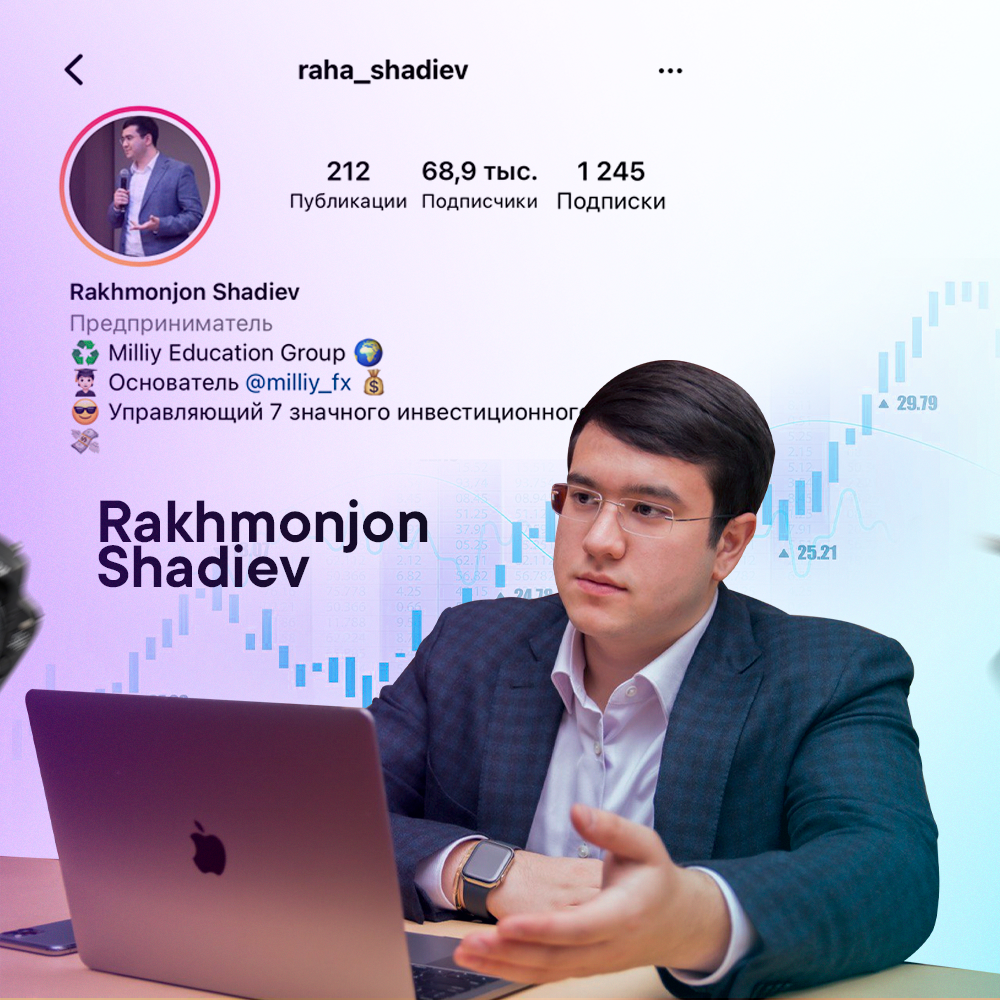 raha_shadiev
212 68,9 тыс. 1 245
Публикации Подписчики Подписки
Rakhmonjon Shadiev
Предприниматель
♻️ Milliy Education Group 🌍
👨🏻‍🎓 Основатель @milliy_fx 💰
😎 Управляющий 7 значного инвестиционного
💸
▲ 29.79
Rakhmonjon
Shadiev
▲ 25.21